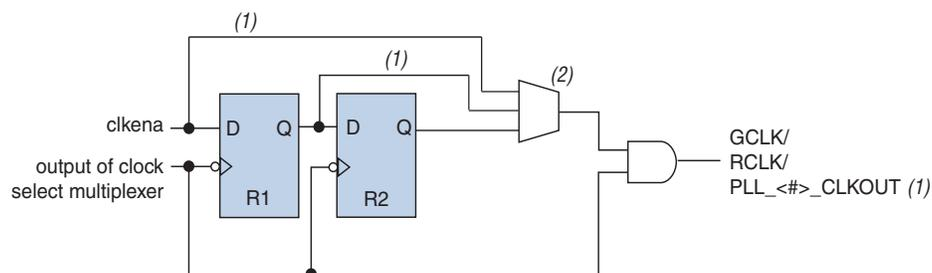 (1)
(1)
(2)
clkena
D
Q
D
Q
output of clock
select multiplexer
R1
R2
GCLK/
RCLK/
PLL_<#>_CLKOUT (1)